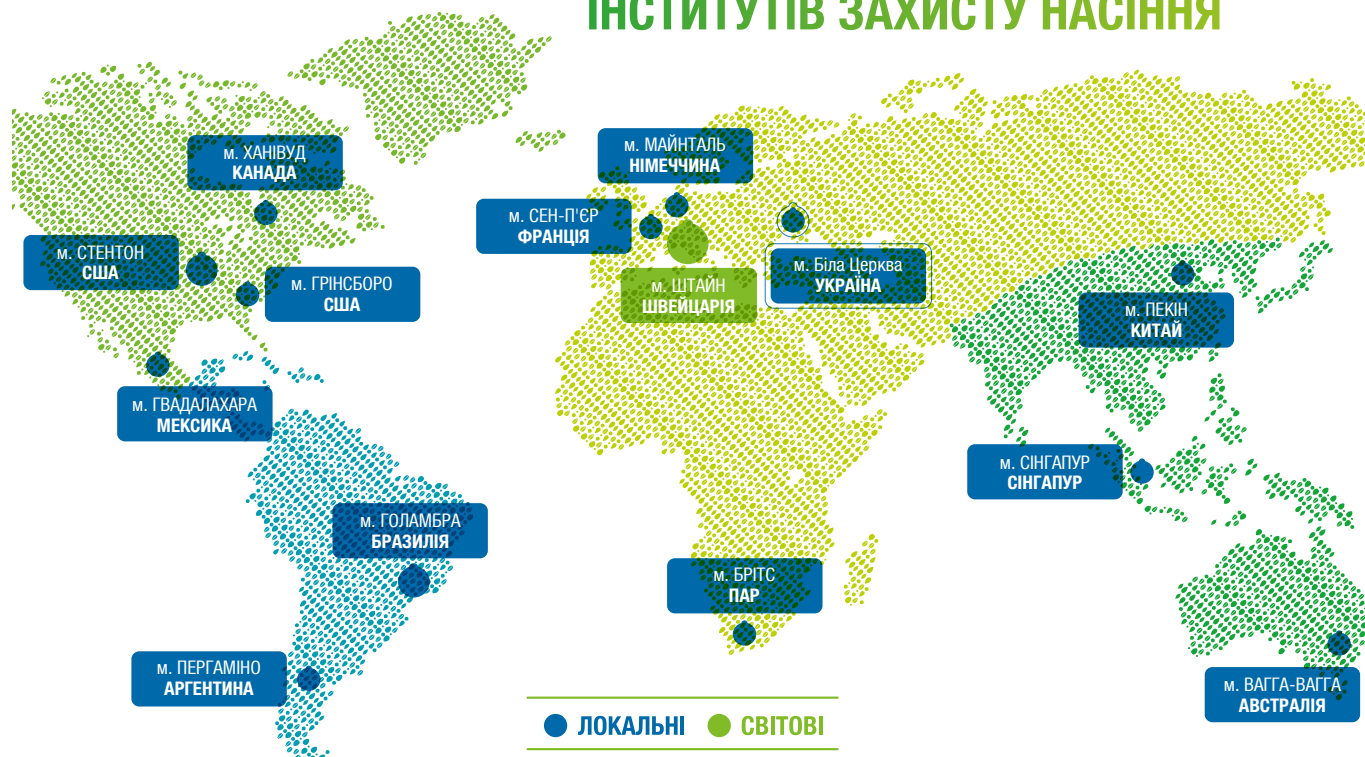 ІНСТИТУТІВ ЗАХИСТУ НАСІННЯ
м. ХАНІВУД
КАНАДА
м. МАЙНТАЛЬ
НІМЕЧЧИНА
м. СЕН-П'ЄР
ФРАНЦІЯ
м. СТЕНТОН
США
м. ГРІНСБОРО
США
м. ШТАЙН
ШВЕЙЦАРІЯ
м. Біла Церква
УКРАЇНА
м. ПЕКІН
КИТАЙ
м. ГВАДАЛАХАРА
МЕКСИКА
м. СІНГАПУР
СІНГАПУР
м. ГОЛАМБРА
БРАЗИЛІЯ
м. БРІТС
ПАР
м. ПЕРГАМІНО
АРГЕНТИНА
м. ВАГГА-ВАГГА
АВСТРАЛІЯ
ЛОКАЛЬНІ СВІТОВІ